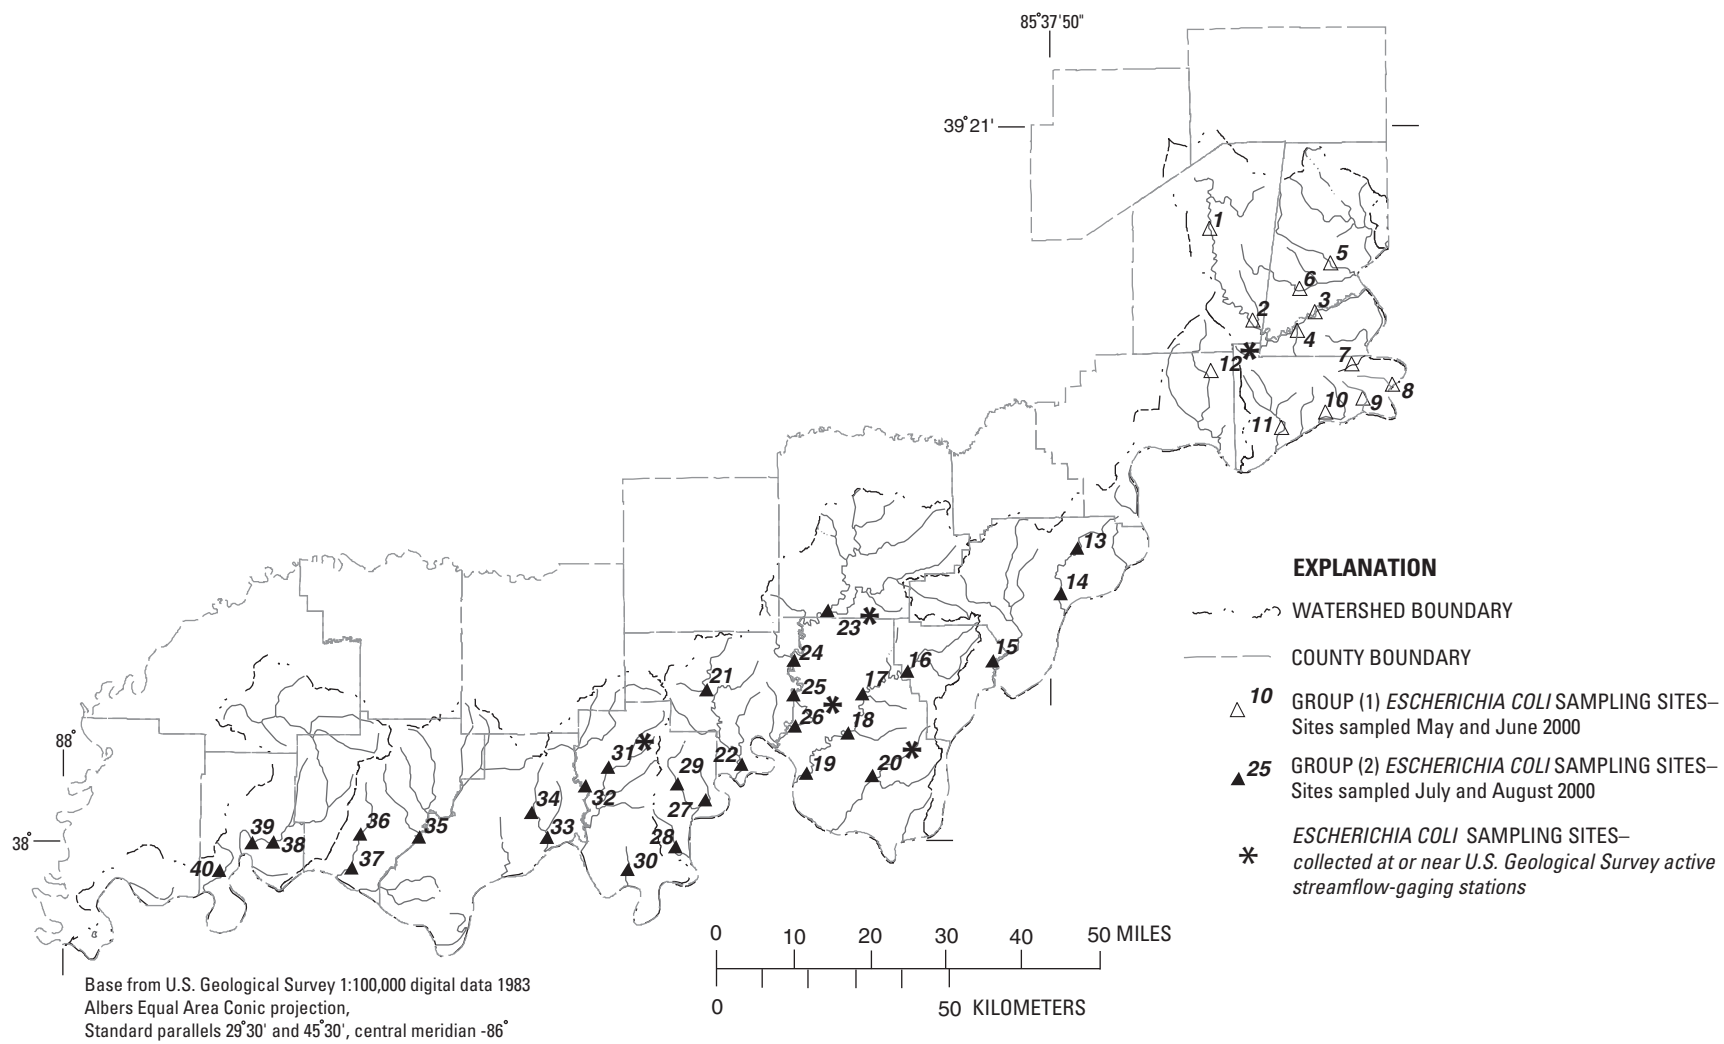 85°37'50"
39°21'
1
5
6
2
3
4
12
7
8
10
9
11
13
14
15
23
24
16
21
25
17
26
18
31
22
19
20
29
32
27
34
33
28
30
36
35
39
38
37
40
88°
38°
EXPLANATION
WATERSHED BOUNDARY
COUNTY BOUNDARY
10 GROUP (1) ESCHERICHIA COLI SAMPLING SITES–
Sites sampled May and June 2000
25 GROUP (2) ESCHERICHIA COLI SAMPLING SITES–
Sites sampled July and August 2000
ESCHERICHIA COLI SAMPLING SITES–
collected at or near U.S. Geological Survey active
streamflow-gaging stations
0 10 20 30 40 50 MILES
0 50 KILOMETERS
Base from U.S. Geological Survey 1:100,000 digital data 1983
Albers Equal Area Conic projection,
Standard parallels 29°30' and 45°30', central meridian -86°